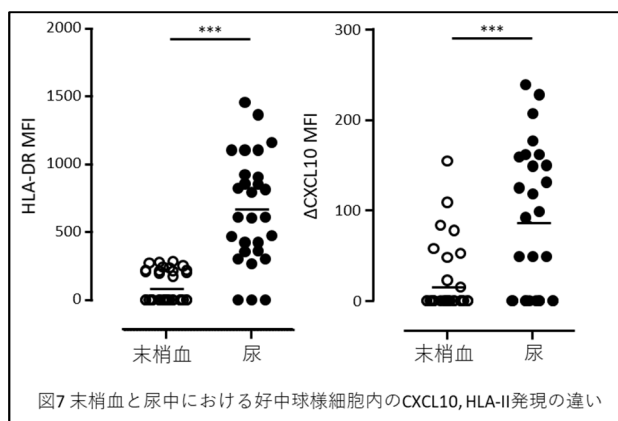 HLA-DR MFI
2000
1500
1000
500
0
***
末梢血
尿
ΔCXCL10 MFI
300
200
100
0
***
末梢血
尿
図7 末梢血と尿中における好中球様細胞内のCXCL10, HLA-II発現の違い